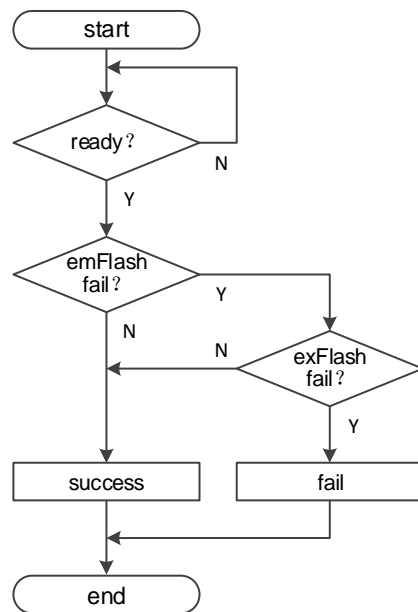 start
ready？
N
Y
emFlash
fail？
Y
N
N
exFlash
fail？
Y
success
fail
end